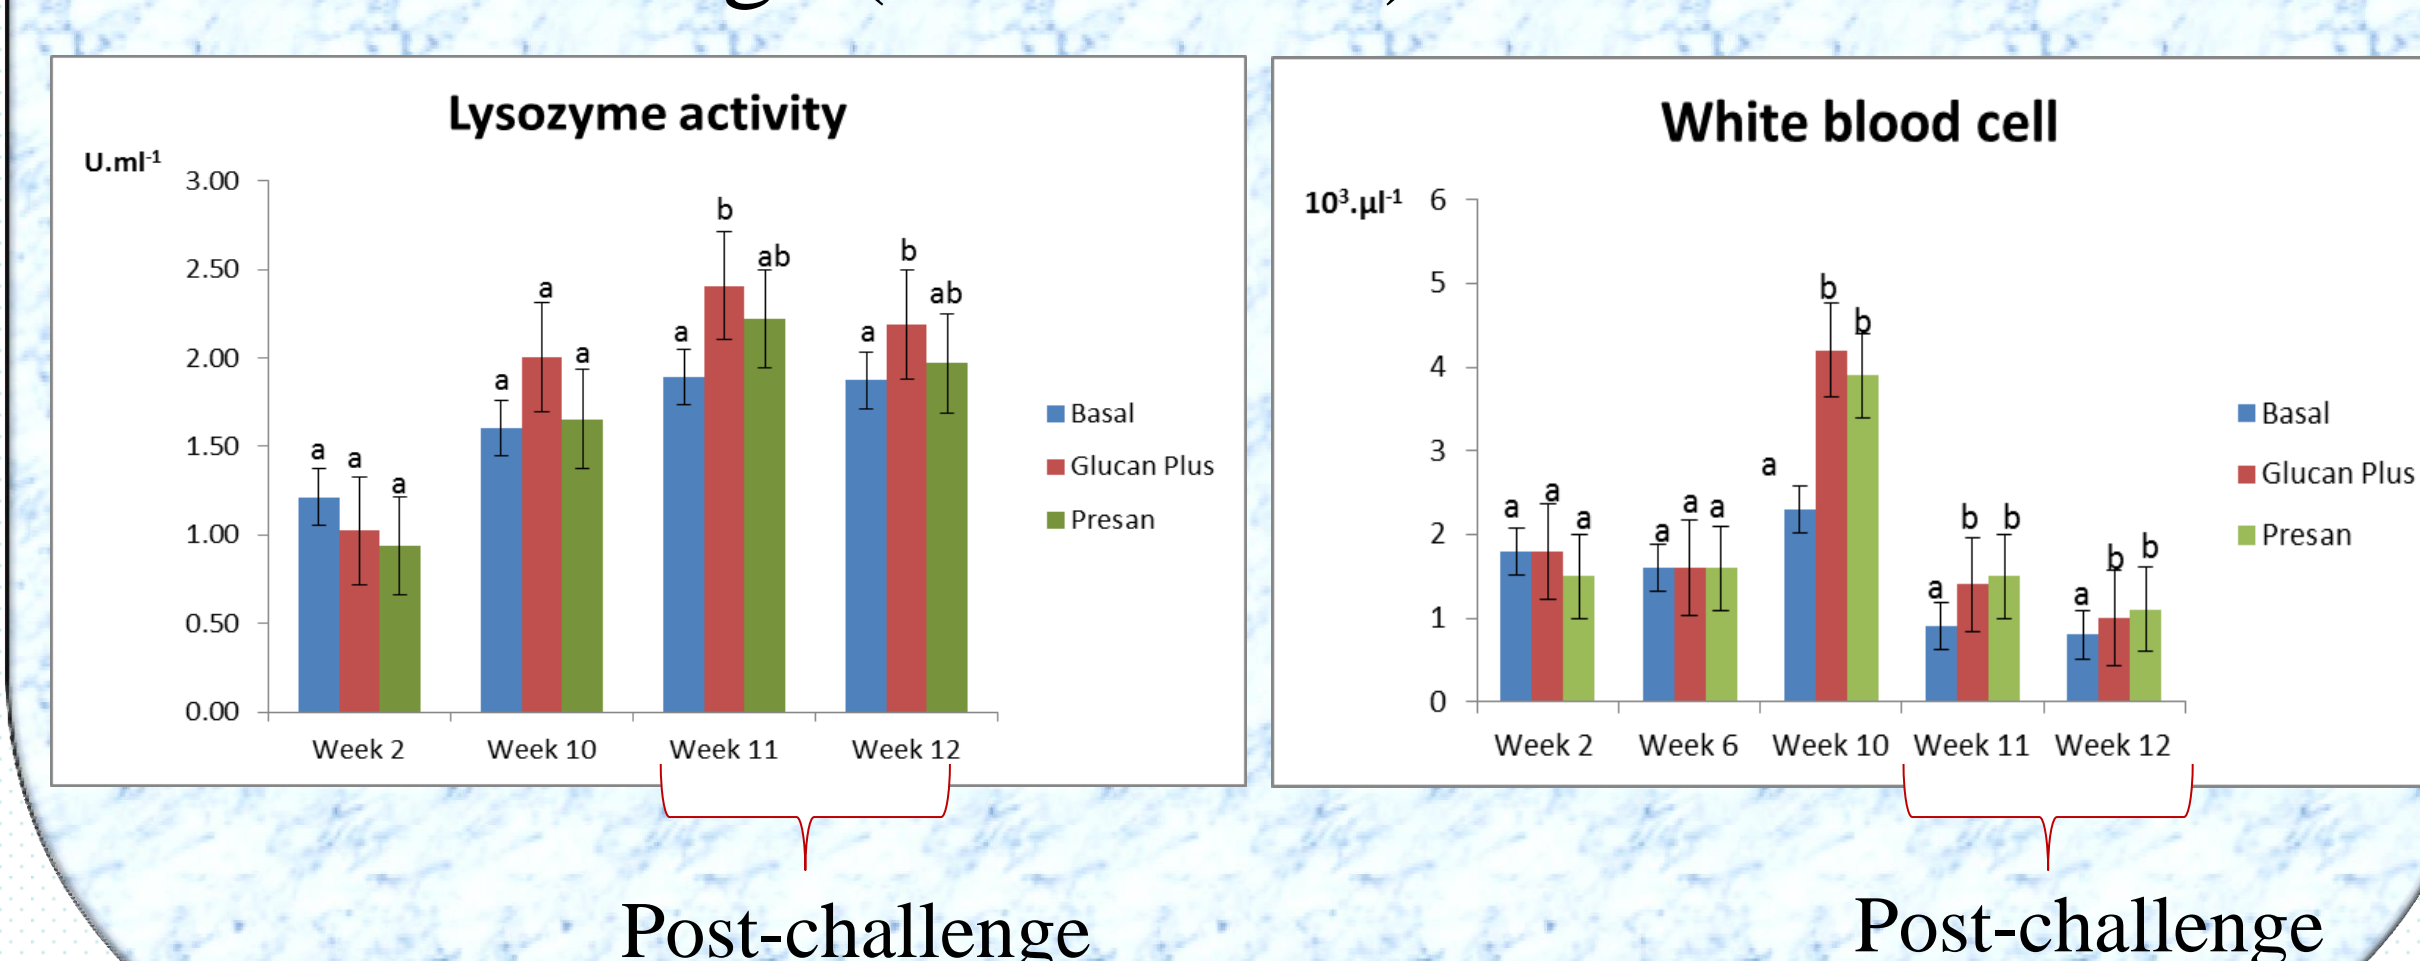 Lysozyme activity
U.ml-1
3.00
2.50
2.00
1.50
1.00
0.50
0.00
a a a
a a a
a b ab
a b ab
Week 2 Week 10 Week 11 Week 12
Basal
Glucan Plus
Presan
Post-challenge
White blood cell
10³.µl-1
6
5
4
3
2
1
0
a a a
a a a
a b b
a b b
a b b
Week 2 Week 6 Week 10 Week 11 Week 12
Basal
Glucan Plus
Presan
Post-challenge